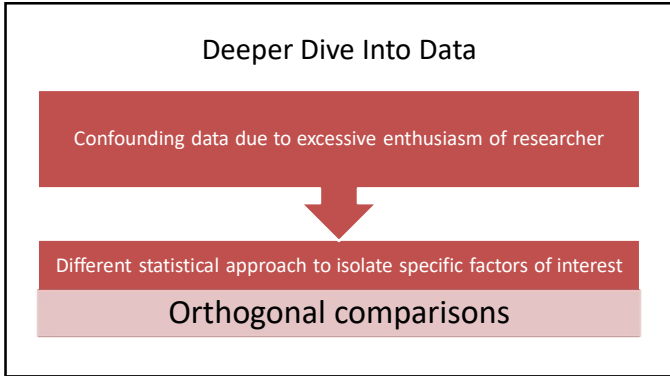 Deeper Dive Into Data
Confounding data due to excessive enthusiasm of researcher
Different statistical approach to isolate specific factors of interest
Orthogonal comparisons